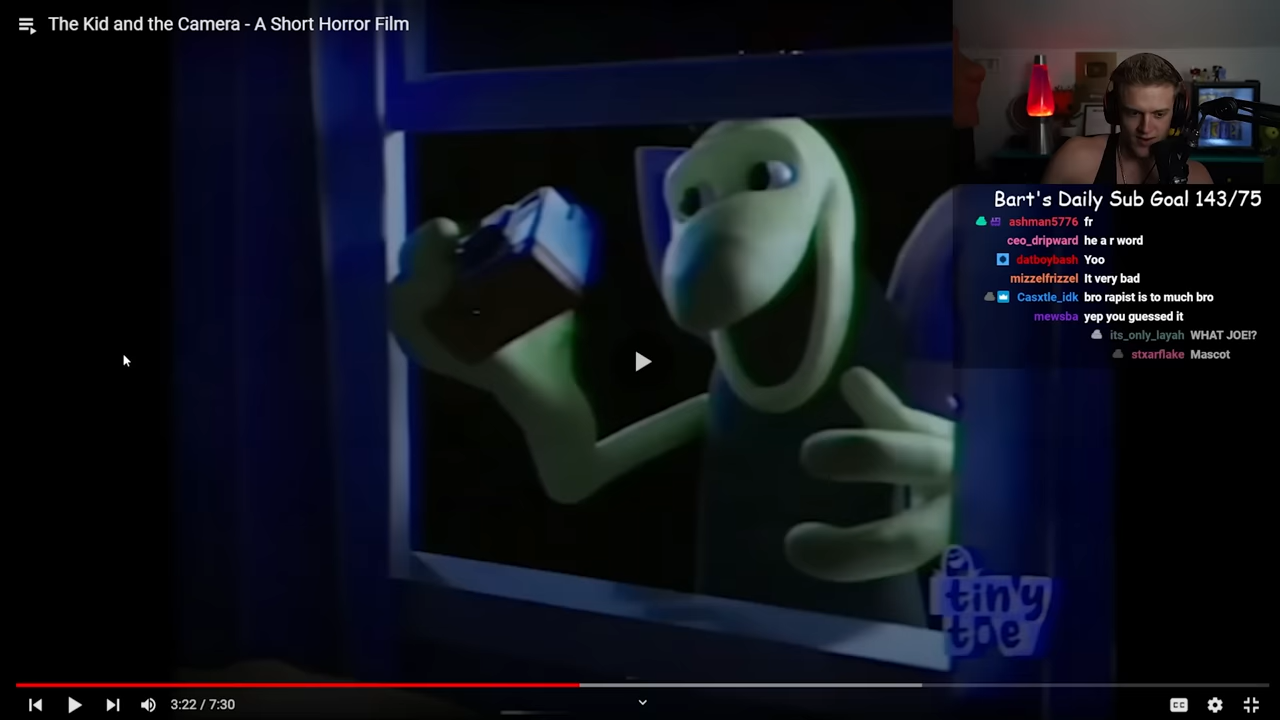 The Kid and the Camera - A Short Horror Film
Bart's Daily Sub Goal 143/75
ashman5776 fr
ceo_dripward he a r word
datboybash Yoo
mizzelfrizzel It very bad
Casxtle_idk bro rapist is to much bro
mewsba yep you guessed it
its_only_layah WHAT JOE!?
stxarflake Mascot
tiny
toe
3:22 / 7:30
CC